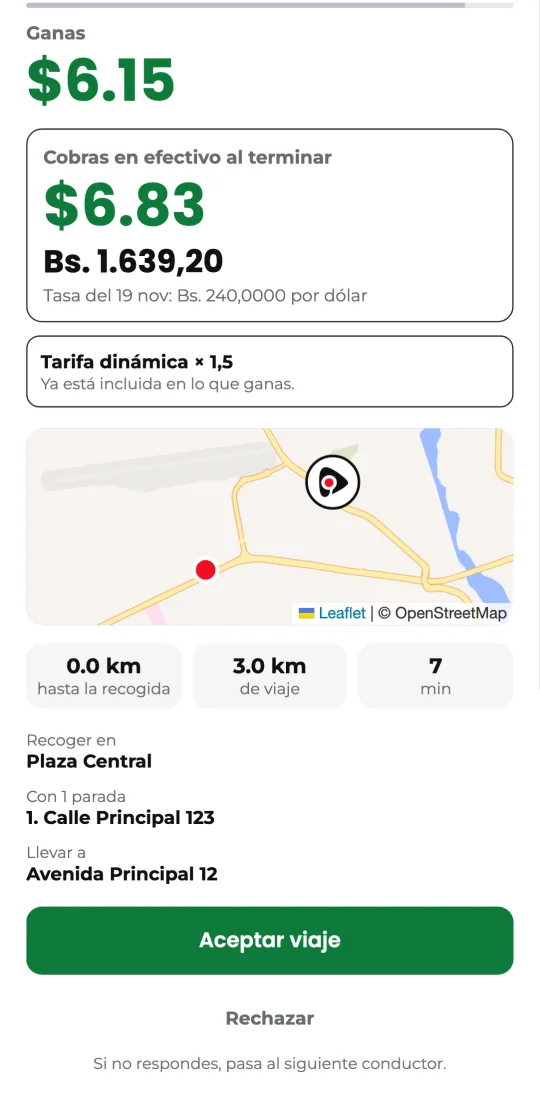 Ganas
$6.15
Cobras en efectivo al terminar
$6.83
Bs. 1.639,20
Tasa del 19 nov: Bs. 240,0000 por dólar
Tarifa dinámica × 1,5
Ya está incluida en lo que ganas.
Leaflet | © OpenStreetMap
0.0 km
hasta la recogida
3.0 km
de viaje
7
min
Recoger en
Plaza Central
Con 1 parada
1. Calle Principal 123
Llevar a
Avenida Principal 12
Aceptar viaje
Rechazar
Si no respondes, pasa al siguiente conductor.